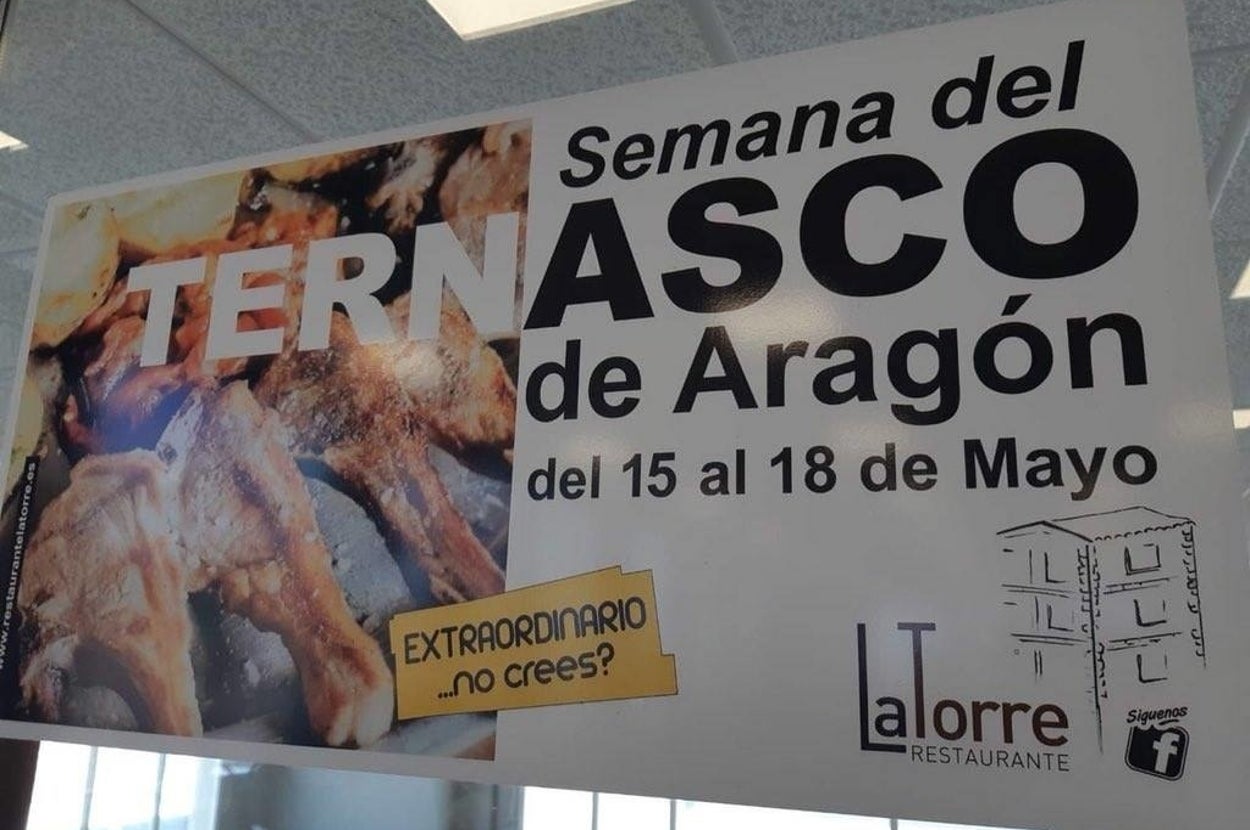 Semana del
TERNASCO
de Aragón
del 15 al 18 de Mayo
EXTRAORDINARIO
...no crees?
www.restaurantelatorre.es
LaTorre
RESTAURANTE
Síguenos
f